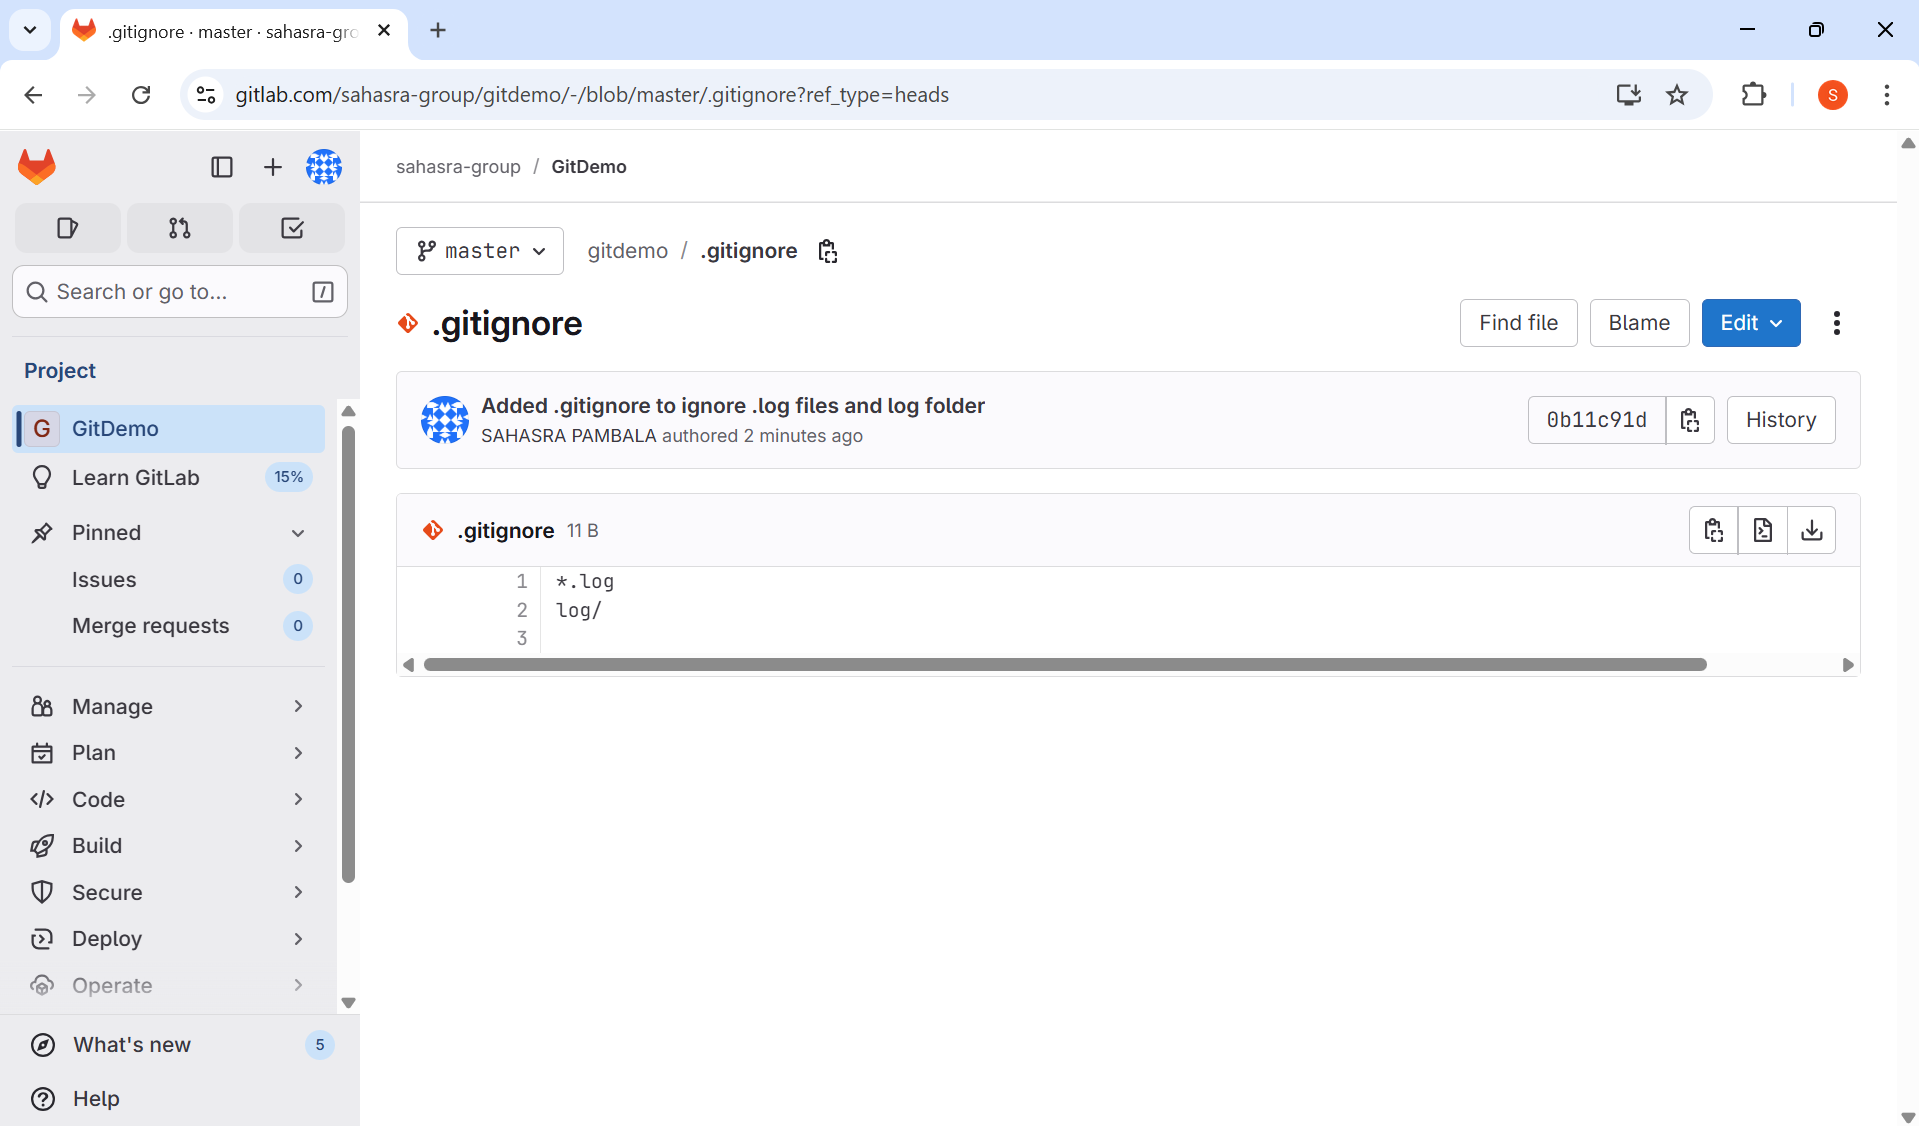 .gitignore · master · sahasra-gro
gitlab.com/sahasra-group/gitdemo/-/blob/master/.gitignore?ref_type=heads
S
sahasra-group / GitDemo
Search or go to... /
Project
G GitDemo
Learn GitLab 15%
Pinned
Issues 0
Merge requests 0
Manage
Plan
Code
Build
Secure
Deploy
Operate
What's new 5
Help
master
gitdemo / .gitignore
.gitignore
Find file
Blame
Edit
Added .gitignore to ignore .log files and log folder
SAHASRA PAMBALA authored 2 minutes ago
0b11c91d
History
.gitignore 11 B
1 *.log
2 log/
3